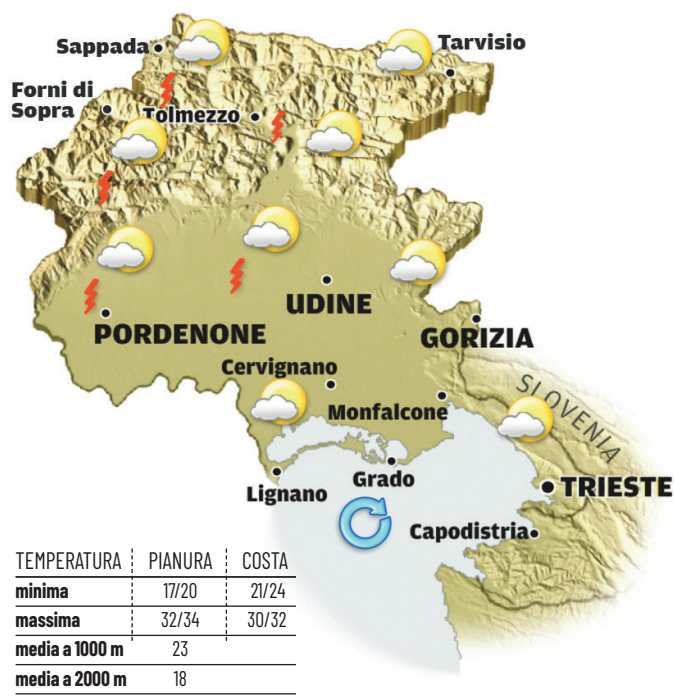 Sappada
Tarvisio
Forni di
Sopra
Tolmezzo
UDINE
PORDENONE
GORIZIA
Cervignano
Monfalcone
SLOVENIA
Grado
Lignano
TRIESTE
Capodistria
TEMPERATURA PIANURA COSTA
minima 17/20 21/24
massima 32/34 30/32
media a 1000 m 23
media a 2000 m 18